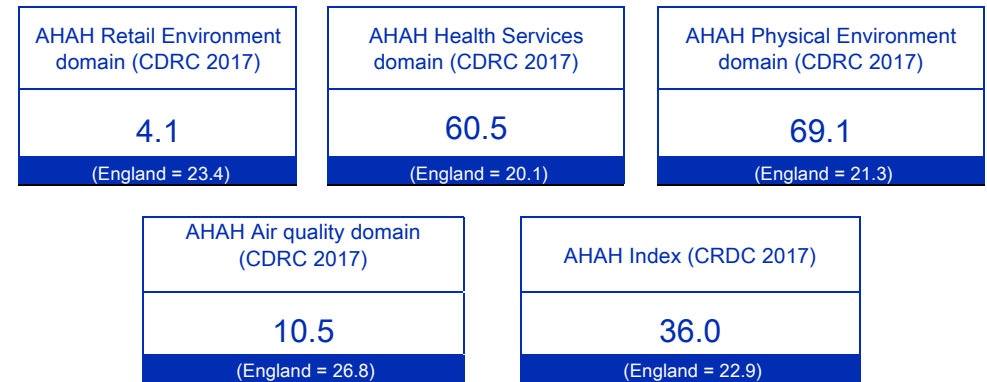 AHAH Retail Environment
domain (CDRC 2017)
4.1
(England = 23.4)
AHAH Health Services
domain (CDRC 2017)
60.5
(England = 20.1)
AHAH Physical Environment
domain (CDRC 2017)
69.1
(England = 21.3)
AHAH Air quality domain
(CDRC 2017)
10.5
(England = 26.8)
AHAH Index (CRDC 2017)
36.0
(England = 22.9)